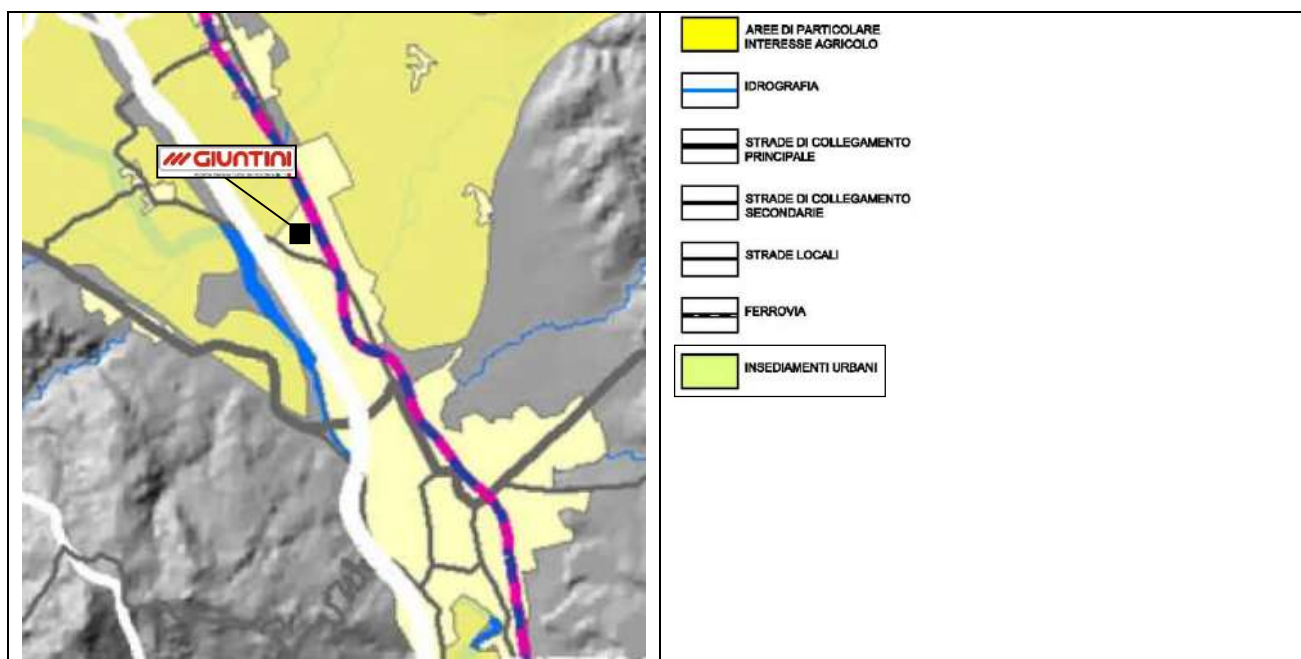 GIUNTINI
AREE DI PARTICOLARE
INTERESSE AGRICOLO
IDROGRAFIA
STRADE DI COLLEGAMENTO
PRINCIPALE
STRADE DI COLLEGAMENTO
SECONDARIE
STRADE LOCALI
FERROVIA
INSEDIAMENTI URBANI